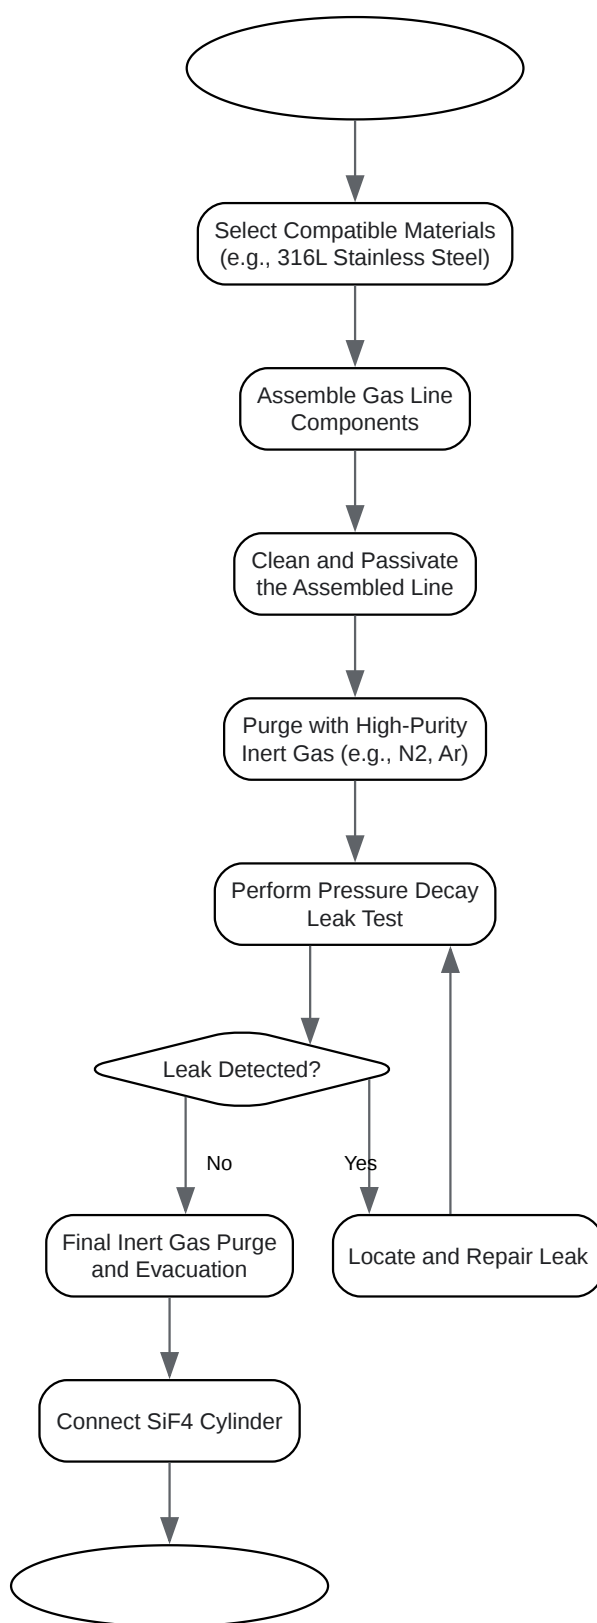 Select Compatible Materials
(e.g., 316L Stainless Steel)
Assemble Gas Line
Components
Clean and Passivate
the Assembled Line
Purge with High-Purity
Inert Gas (e.g., N2, Ar)
Perform Pressure Decay
Leak Test
Leak Detected?
No
Yes
Final Inert Gas Purge
and Evacuation
Locate and Repair Leak
Connect SiF4 Cylinder